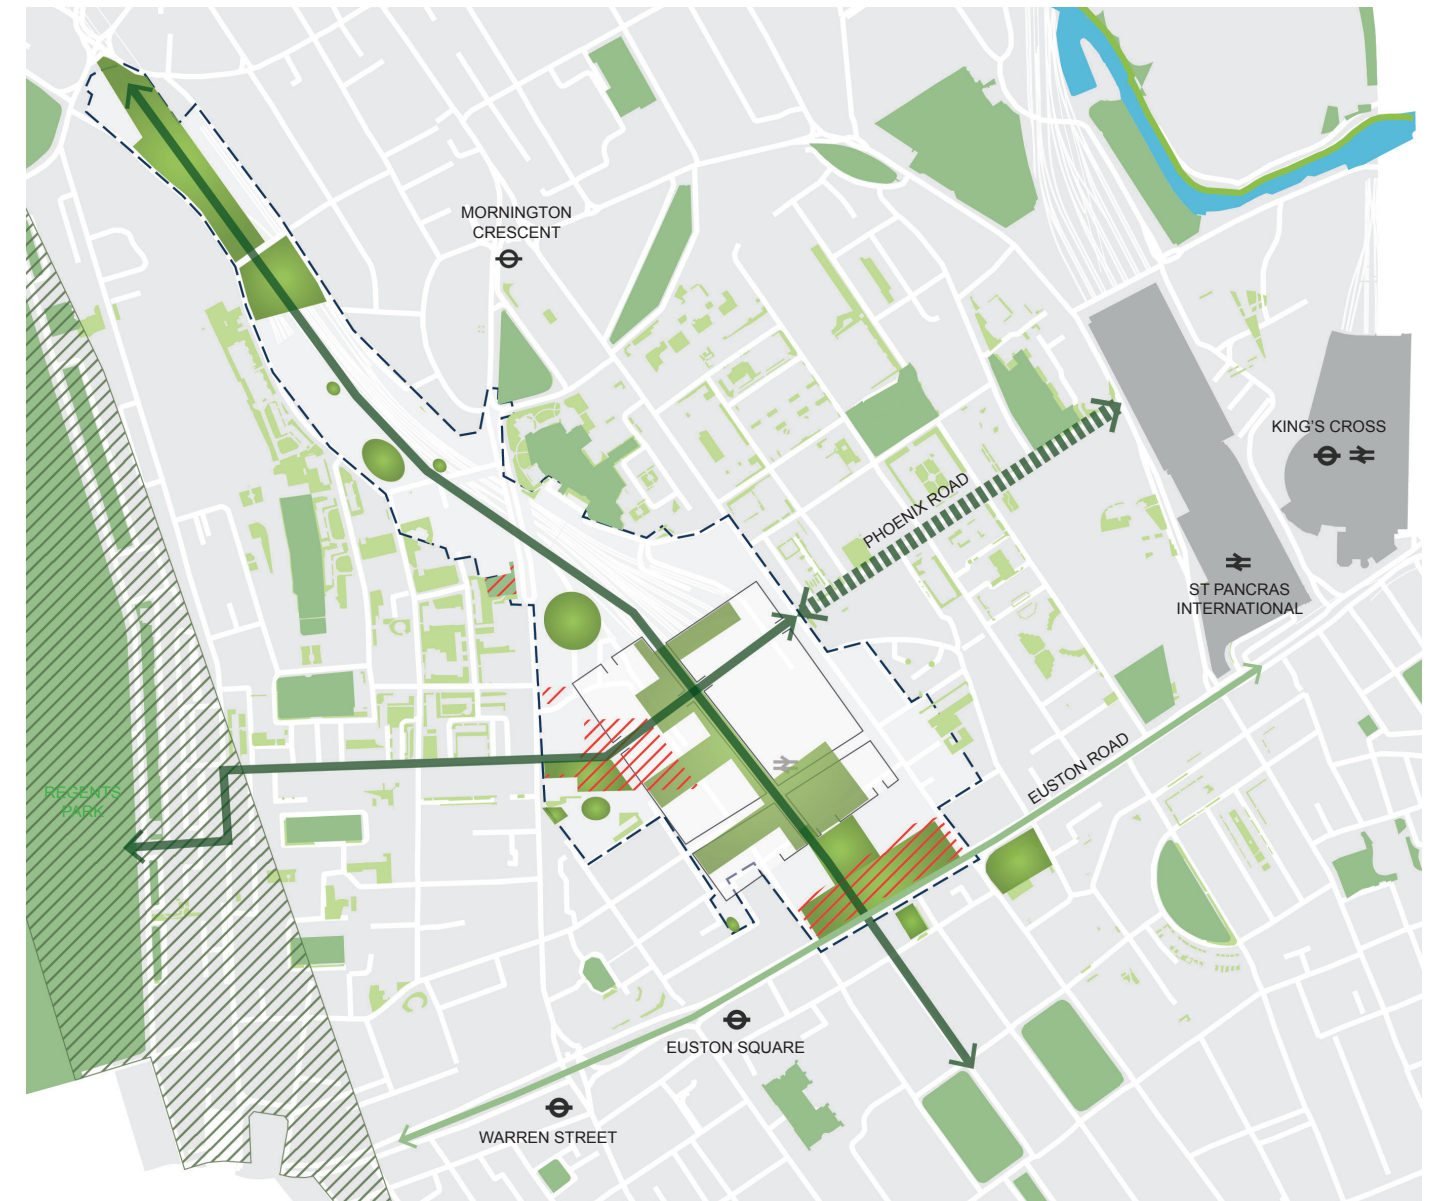 MORNINGTON
CRESCENT
KING'S CROSS
PHOENIX ROAD
ST PANCRAS
INTERNATIONAL
EUSTON ROAD
REGENTS
PARK
EUSTON SQUARE
WARREN STREET